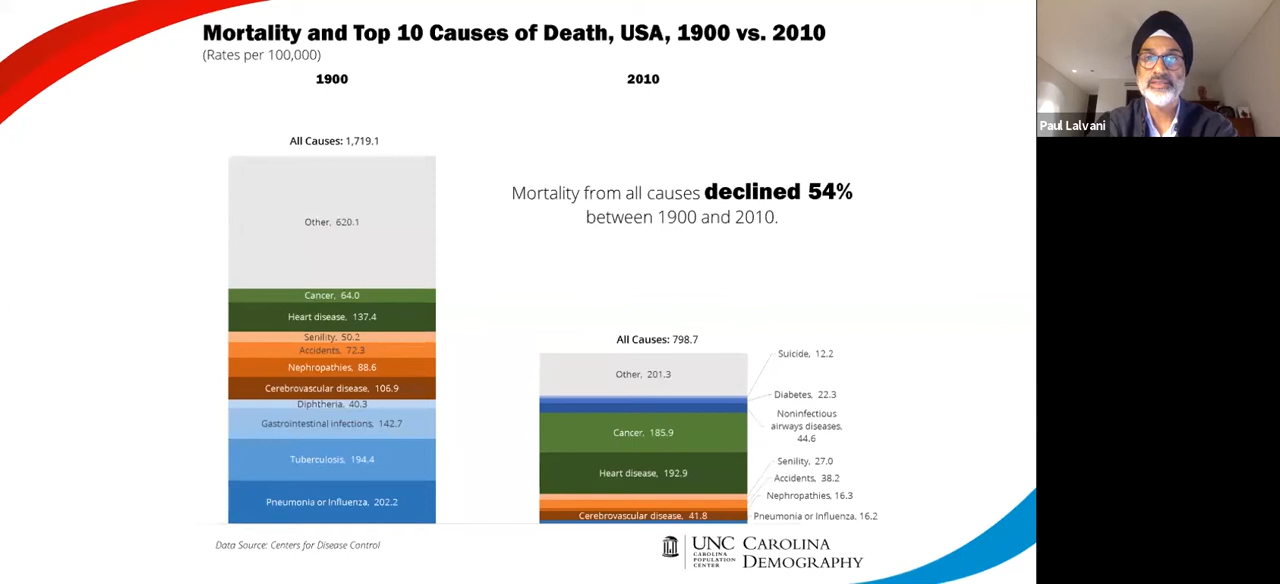 Mortality and Top 10 Causes of Death, USA, 1900 vs. 2010
(Rates per 100,000)
1900
2010
All Causes: 1,719.1
Other, 620.1
Cancer, 64.0
Heart disease, 137.4
Senility, 50.2
Accidents, 72.3
Nephropathies, 88.6
Cerebrovascular disease, 106.9
Diphtheria, 40.3
Gastrointestinal infections, 142.7
Tuberculosis, 194.4
Pneumonia or Influenza, 202.2
Mortality from all causes declined 54%
between 1900 and 2010.
All Causes: 798.7
Other, 201.3
Cancer, 185.9
Heart disease, 192.9
Cerebrovascular disease, 41.8
Suicide, 12.2
Diabetes, 22.3
Noninfectious
airways diseases,
44.6
Senility, 27.0
Accidents, 38.2
Nephropathies, 16.3
Pneumonia or Influenza, 16.2
Data Source: Centers for Disease Control
UNC
CAROLINA
POPULATION
CENTER
CAROLINA
DEMOGRAPHY
Paul Lalvani